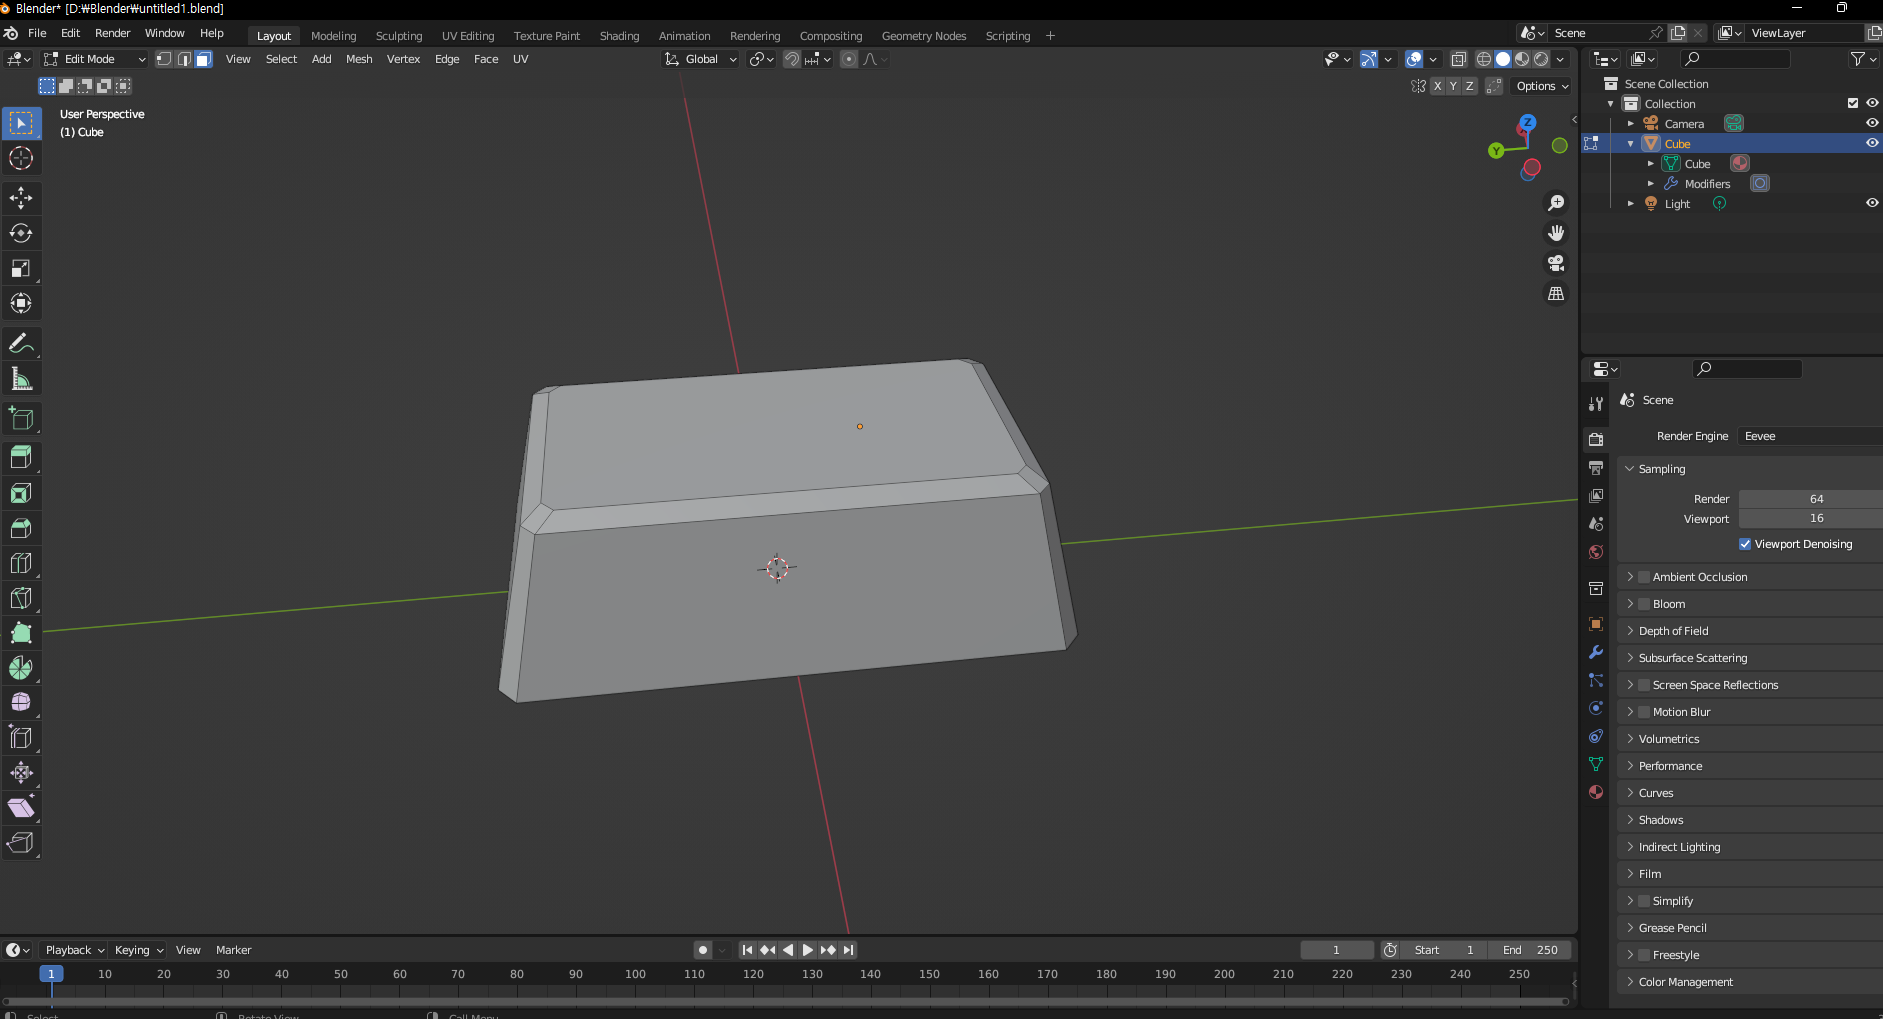 Blender* [D:₩Blender₩untitled1.blend]
File Edit Render Window Help Layout Modeling Sculpting UV Editing Texture Paint Shading Animation Rendering Compositing Geometry Nodes Scripting + Scene ViewLayer
Edit Mode View Select Add Mesh Vertex Edge Face UV Global
X Y Z Options
User Perspective
(1) Cube
Z
Y
Scene Collection
Collection
Camera
Cube
Cube
Modifiers
Light
Scene
Render Engine Eevee
Sampling
Render 64
Viewport 16
Viewport Denoising
Ambient Occlusion
Bloom
Depth of Field
Subsurface Scattering
Screen Space Reflections
Motion Blur
Volumetrics
Performance
Curves
Shadows
Indirect Lighting
Film
Simplify
Grease Pencil
Freestyle
Color Management
Playback Keying View Marker 1 Start 1 End 250
1 10 20 30 40 50 60 70 80 90 100 110 120 130 140 150 160 170 180 190 200 210 220 230 240 250
Select Rotate View Call Menu